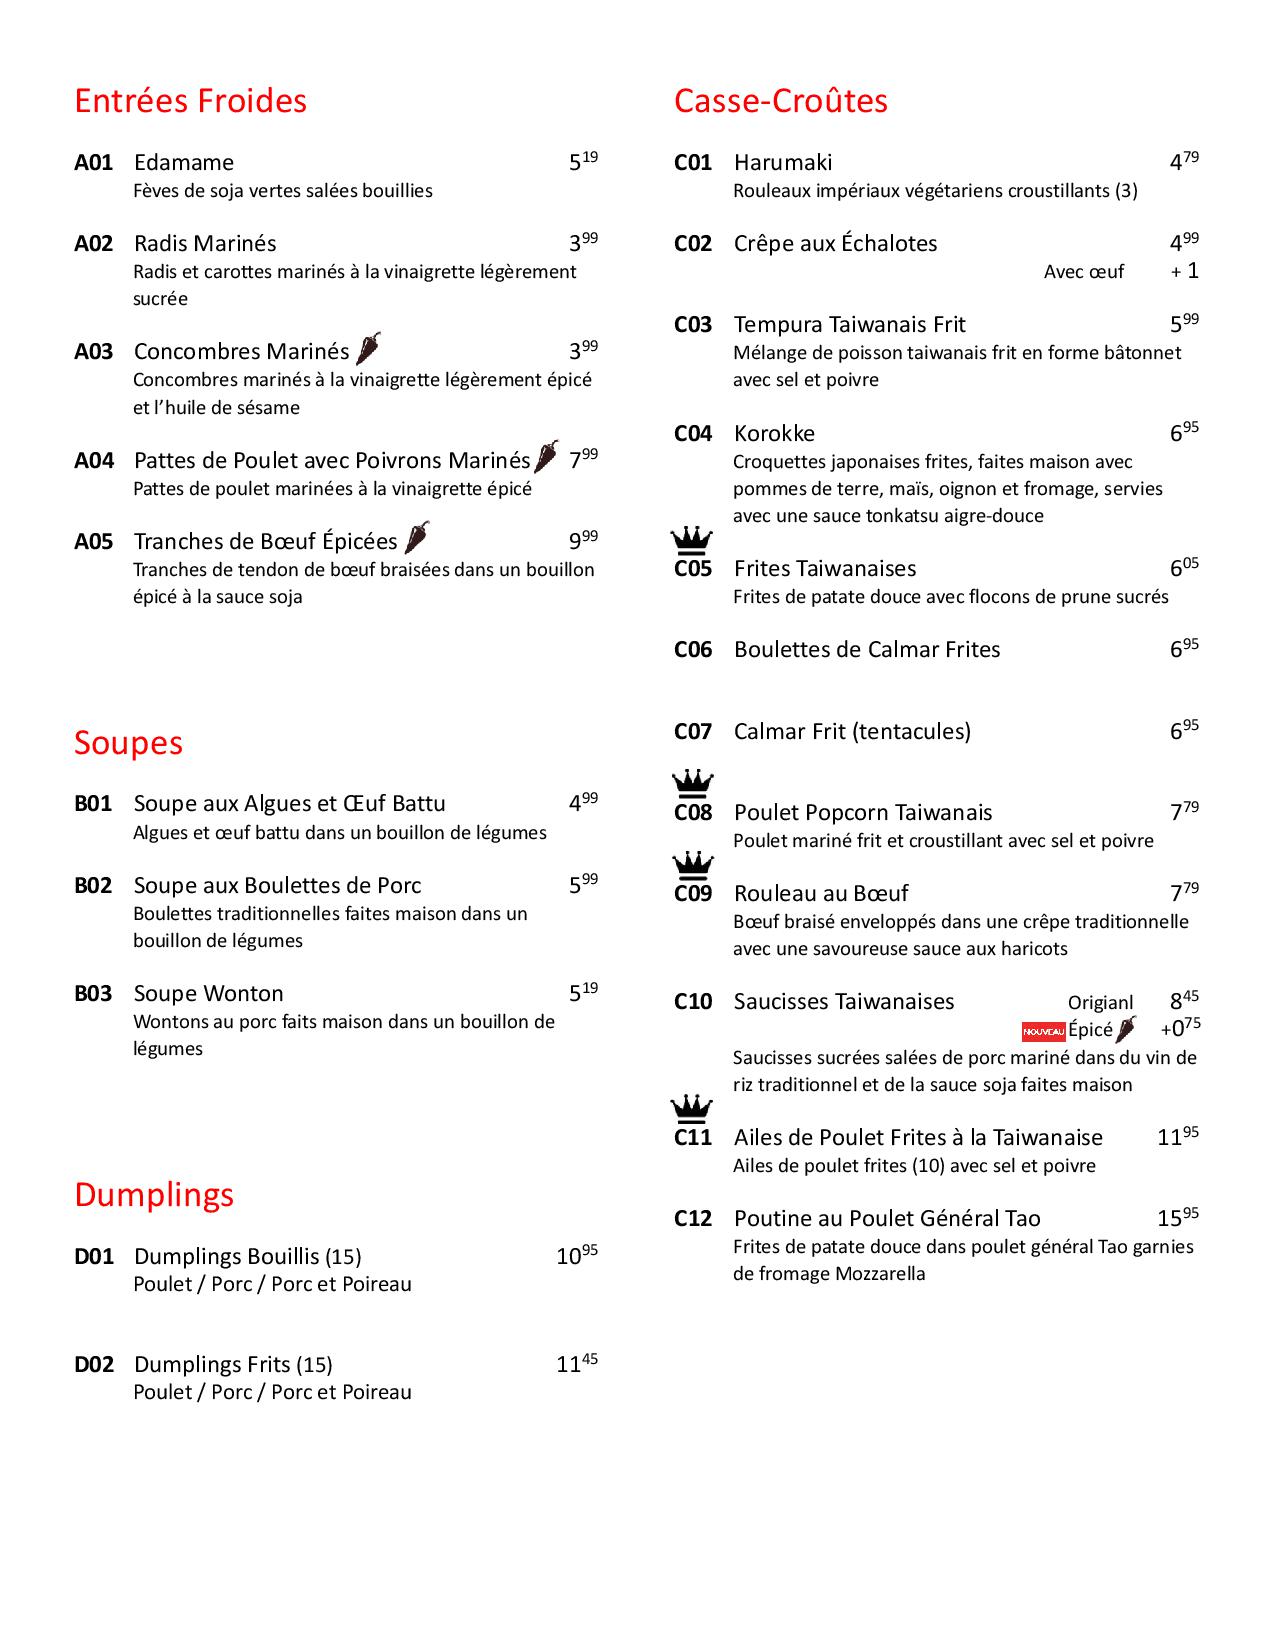 Entrées Froides
A01 Edamame 5.19
Fèves de soja vertes salées bouillies
A02 Radis Marinés 3.99
Radis et carottes marinés à la vinaigrette légèrement
sucrée
A03 Concombres Marinés 3.99
Concombres marinés à la vinaigrette légèrement épicé
et l’huile de sésame
A04 Pattes de Poulet avec Poivrons Marinés 7.99
Pattes de poulet marinées à la vinaigrette épicé
A05 Tranches de Bœuf Épicées 9.99
Tranches de tendon de bœuf braisées dans un bouillon
épicé à la sauce soja
Soupes
B01 Soupe aux Algues et Œuf Battu 4.99
Algues et œuf battu dans un bouillon de légumes
B02 Soupe aux Boulettes de Porc 5.99
Boulettes traditionnelles faites maison dans un
bouillon de légumes
B03 Soupe Wonton 5.19
Wontons au porc faits maison dans un bouillon de
légumes
Dumplings
D01 Dumplings Bouillis (15) 10.95
Poulet / Porc / Porc et Poireau
D02 Dumplings Frits (15) 11.45
Poulet / Porc / Porc et Poireau
Casse-Croûtes
C01 Harumaki 4.79
Rouleaux impériaux végétariens croustillants (3)
C02 Crêpe aux Échalotes 4.99
Avec œuf + 1
C03 Tempura Taiwanais Frit 5.99
Mélange de poisson taiwanais frit en forme bâtonnet
avec sel et poivre
C04 Korokke 6.95
Croquettes japonaises frites, faites maison avec
pommes de terre, maïs, oignon et fromage, servies
avec une sauce tonkatsu aigre-douce
C05 Frites Taiwanaises 6.05
Frites de patate douce avec flocons de prune sucrés
C06 Boulettes de Calmar Frites 6.95
C07 Calmar Frit (tentacules) 6.95
C08 Poulet Popcorn Taiwanais 7.79
Poulet mariné frit et croustillant avec sel et poivre
C09 Rouleau au Bœuf 7.79
Bœuf braisé enveloppés dans une crêpe traditionnelle
avec une savoureuse sauce aux haricots
C10 Saucisses Taiwanaises Origianl 8.45
NOUVEAU Épicé +0.75
Saucisses sucrées salées de porc mariné dans du vin de
riz traditionnel et de la sauce soja faites maison
C11 Ailes de Poulet Frites à la Taiwanaise 11.95
Ailes de poulet frites (10) avec sel et poivre
C12 Poutine au Poulet Général Tao 15.95
Frites de patate douce dans poulet général Tao garnies
de fromage Mozzarella